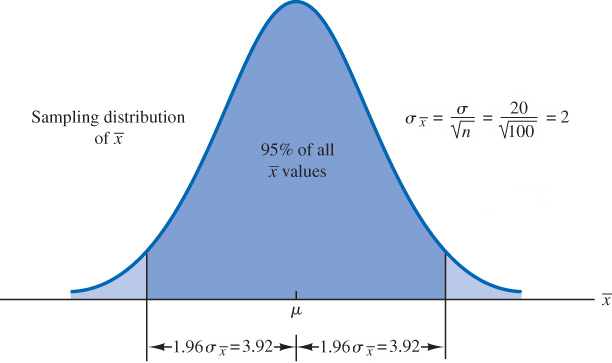 Sampling distribution
of x̅
σx̅ = σ/√n = 20/√100 = 2
95% of all
x̅ values
x̅
μ
1.96σx̅ = 3.92
1.96σx̅ = 3.92